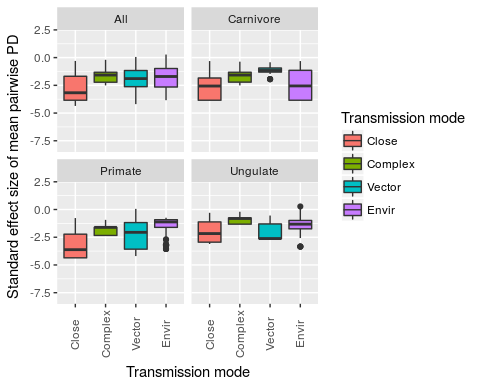 Standard effect size of mean pairwise PD
All
Carnivore
2.5
0.0
-2.5
-5.0
-7.5
Primate
Ungulate
2.5
0.0
-2.5
-5.0
-7.5
Close
Complex
Vector
Envir
Close
Complex
Vector
Envir
Transmission mode
Transmission mode
Close
Complex
Vector
Envir